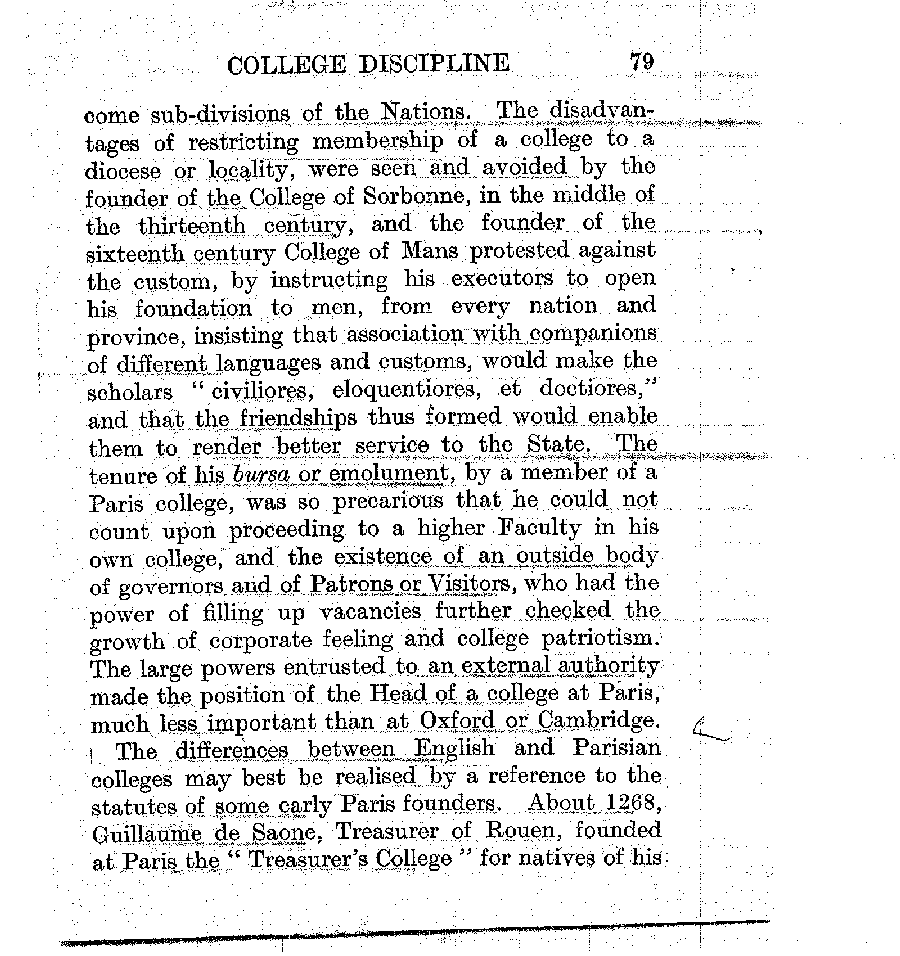 COLLEGE DISCIPLINE 79
come sub-divisions of the Nations. The disadvan-
tages of restricting membership of a college to a
diocese or locality, were seen and avoided by the
founder of the College of Sorbonne, in the middle of
the thirteenth century, and the founder of the
sixteenth century College of Mans protested against
the custom, by instructing his executors to open
his foundation to men, from every nation and
province, insisting that association with companions
of different languages and customs, would make the
scholars “ civiliores, eloquentiores, et doctiores,”
and that the friendships thus formed would enable
them to render better service to the State. The
tenure of his bursa or emolument, by a member of a
Paris college, was so precarious that he could not
count upon proceeding to a higher Faculty in his
own college, and the existence of an outside body
of governors and of Patrons or Visitors, who had the
power of filling up vacancies further checked the
growth of corporate feeling and college patriotism.
The large powers entrusted to an external authority
made the position of the Head of a college at Paris,
much less important than at Oxford or Cambridge.
The differences between English and Parisian
colleges may best be realised by a reference to the
statutes of some early Paris founders. About 1268,
Guillaume de Saone, Treasurer of Rouen, founded
at Paris the “ Treasurer's College ” for natives of his